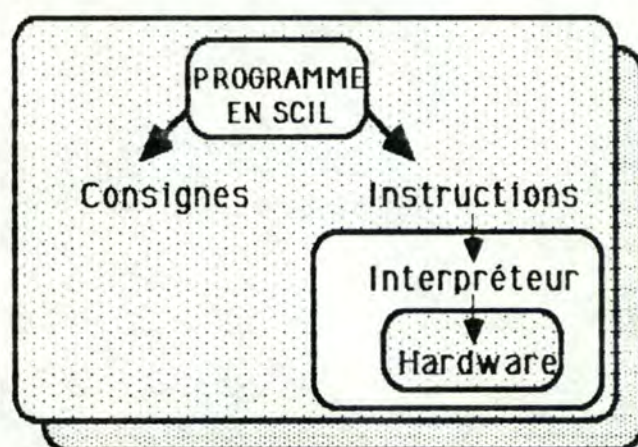 PROGRAMME
EN SCIL
Consignes Instructions
Interpréteur
Hardware